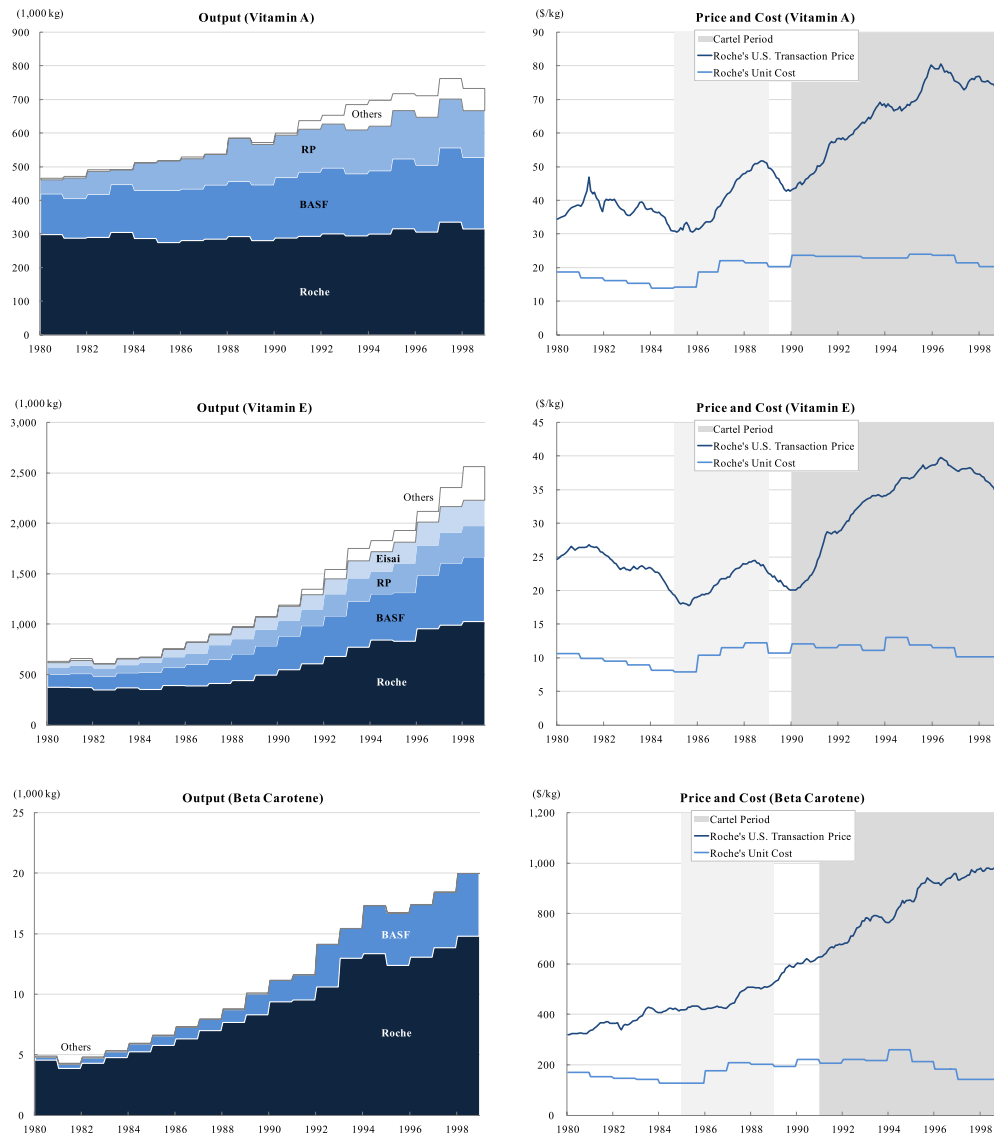 (1,000 kg)
Output (Vitamin A)
900
800
700
600
500
400
300
200
100
0
Others
RP
BASF
Roche
1980 1982 1984 1986 1988 1990 1992 1994 1996 1998
($/kg)
Price and Cost (Vitamin A)
90
80
70
60
50
40
30
20
10
0
Cartel Period
Roche's U.S. Transaction Price
Roche's Unit Cost
1980 1982 1984 1986 1988 1990 1992 1994 1996 1998
(1,000 kg)
Output (Vitamin E)
3,000
2,500
2,000
1,500
1,000
500
0
Others
Eisai
RP
BASF
Roche
1980 1982 1984 1986 1988 1990 1992 1994 1996 1998
($/kg)
Price and Cost (Vitamin E)
45
40
35
30
25
20
15
10
5
0
Cartel Period
Roche's U.S. Transaction Price
Roche's Unit Cost
1980 1982 1984 1986 1988 1990 1992 1994 1996 1998
(1,000 kg)
Output (Beta Carotene)
25
20
15
10
5
0
Others
BASF
Roche
1980 1982 1984 1986 1988 1990 1992 1994 1996 1998
($/kg)
Price and Cost (Beta Carotene)
1,200
1,000
800
600
400
200
0
Cartel Period
Roche's U.S. Transaction Price
Roche's Unit Cost
1980 1982 1984 1986 1988 1990 1992 1994 1996 1998